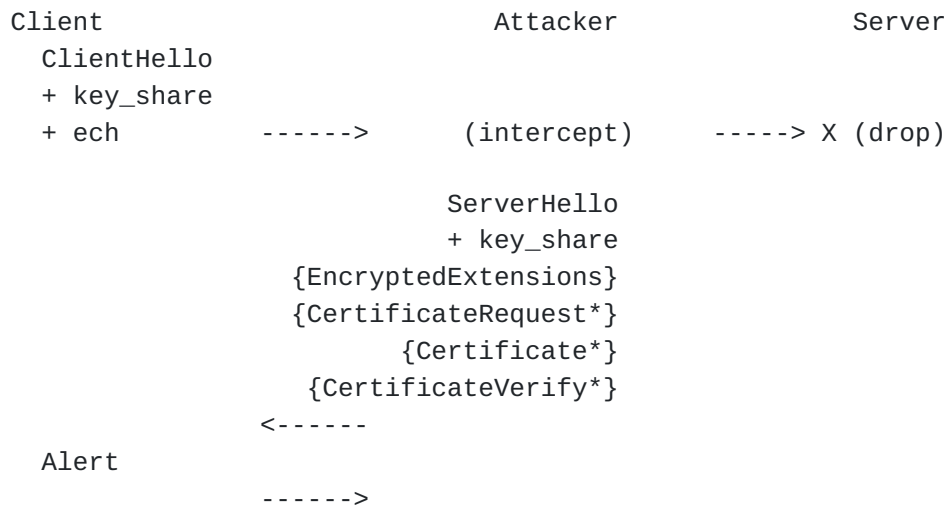 Client                         Attacker               Server
  ClientHello
  + key_share
  + ech         ------>      (intercept)     -----> X (drop)

                            ServerHello
                            + key_share
                  {EncryptedExtensions}
                  {CertificateRequest*}
                         {Certificate*}
                   {CertificateVerify*}
                <------
  Alert
                ------>